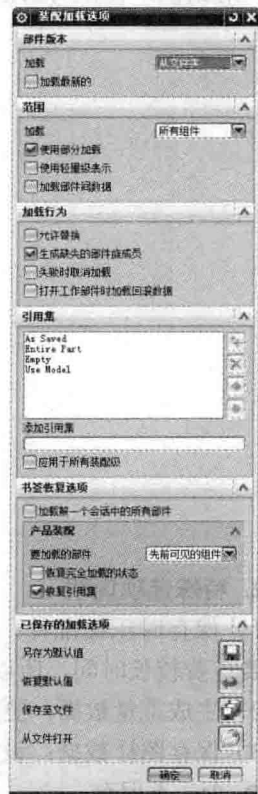 装配加载选项
部件版本
加载
从文件夹
加载最新的
范围
加载
所有组件
使用部分加载
使用轻量级表示
加载部件间数据
加载行为
允许替换
生成缺失的部件族成员
失败时取消加载
打开工作部件时加载回滚数据
引用集
As Saved
Entire Part
Empty
Use Model
添加引用集
应用于所有装配级
书签恢复选项
加载前一个会话中的所有部件
产品装配
要加载的部件
先前可见的组件
恢复完全加载的状态
恢复引用集
已保存的加载选项
另存为默认值
恢复默认值
保存至文件
从文件打开
确定
取消